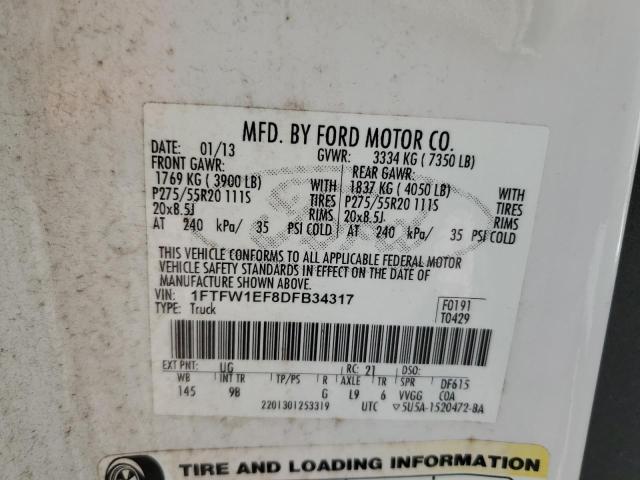 MFD. BY FORD MOTOR CO.
DATE: 01/13 GVWR: 3334 KG ( 7350 LB)
FRONT GAWR: REAR GAWR:
1769 KG ( 3900 LB) WITH 1837 KG ( 4050 LB) WITH
P275/55R20 111S TIRES P275/55R20 111S TIRES
20x8.5J RIMS 20x8.5J RIMS
AT 240 kPa/ 35 PSI COLD AT 240 kPa/ 35 PSI COLD
THIS VEHICLE CONFORMS TO ALL APPLICABLE FEDERAL MOTOR
VEHICLE SAFETY STANDARDS IN EFFECT ON THE DATE OF
MANUFACTURE SHOWN ABOVE.
VIN: 1FTFW1EF8DFB34317 F0191
TYPE: Truck T0429
EXT PNT: UG RC: 21 DSO:
WB INT TR TP/PS R AXLE TR SPR DF615
145 9B G L9 6 VVGG COA
2201301253319 UTC ▽5U5A-1520472-BA
TIRE AND LOADING INFORMATION